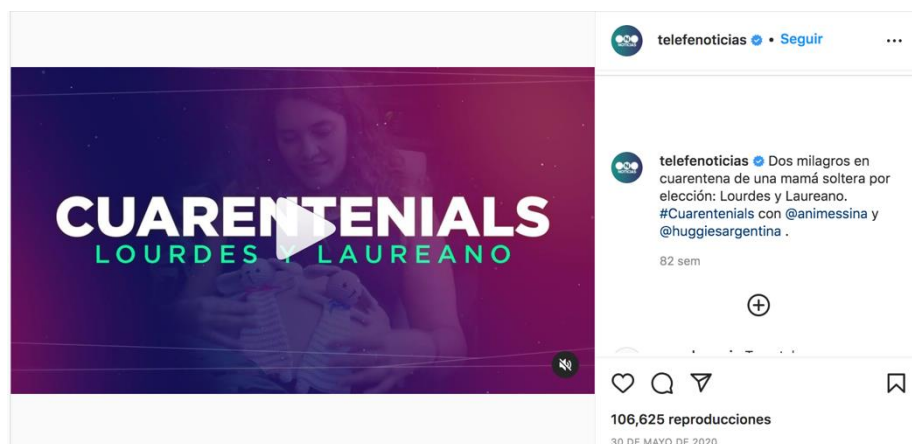 telefenoticias • Seguir
CUARENTENIALS
LOURDES Y LAUREANO
telefenoticias Dos milagros en
cuarentena de una mamá soltera por
elección: Lourdes y Laureano.
#Cuarentenials con @animessina y
@huggiesargentina .
82 sem
106,625 reproducciones
30 DE MAYO DE 2020